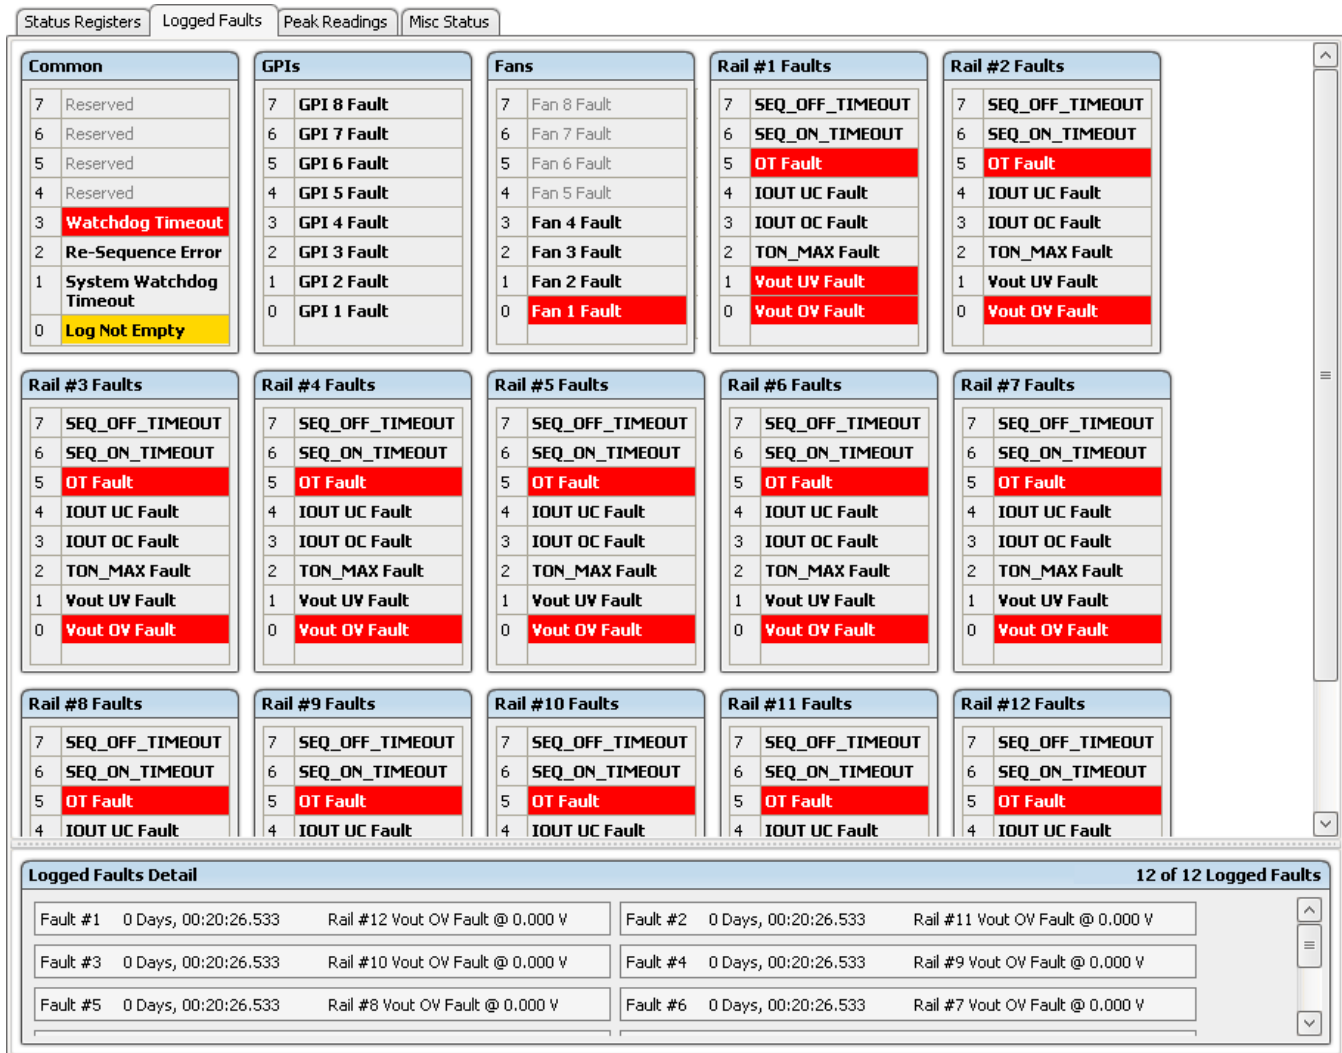 Status Registers Logged Faults Peak Readings Misc Status
Common
7 Reserved
6 Reserved
5 Reserved
4 Reserved
3 Watchdog Timeout
2 Re-Sequence Error
1 System Watchdog
Timeout
0 Log Not Empty
GPIs
7 GPI 8 Fault
6 GPI 7 Fault
5 GPI 6 Fault
4 GPI 5 Fault
3 GPI 4 Fault
2 GPI 3 Fault
1 GPI 2 Fault
0 GPI 1 Fault
Fans
7 Fan 8 Fault
6 Fan 7 Fault
5 Fan 6 Fault
4 Fan 5 Fault
3 Fan 4 Fault
2 Fan 3 Fault
1 Fan 2 Fault
0 Fan 1 Fault
Rail #1 Faults
7 SEQ_OFF_TIMEOUT
6 SEQ_ON_TIMEOUT
5 OT Fault
4 IOUT UC Fault
3 IOUT OC Fault
2 TON_MAX Fault
1 Vout UV Fault
0 Vout OV Fault
Rail #2 Faults
7 SEQ_OFF_TIMEOUT
6 SEQ_ON_TIMEOUT
5 OT Fault
4 IOUT UC Fault
3 IOUT OC Fault
2 TON_MAX Fault
1 Vout UV Fault
0 Vout OV Fault
Rail #3 Faults
7 SEQ_OFF_TIMEOUT
6 SEQ_ON_TIMEOUT
5 OT Fault
4 IOUT UC Fault
3 IOUT OC Fault
2 TON_MAX Fault
1 Vout UV Fault
0 Vout OV Fault
Rail #4 Faults
7 SEQ_OFF_TIMEOUT
6 SEQ_ON_TIMEOUT
5 OT Fault
4 IOUT UC Fault
3 IOUT OC Fault
2 TON_MAX Fault
1 Vout UV Fault
0 Vout OV Fault
Rail #5 Faults
7 SEQ_OFF_TIMEOUT
6 SEQ_ON_TIMEOUT
5 OT Fault
4 IOUT UC Fault
3 IOUT OC Fault
2 TON_MAX Fault
1 Vout UV Fault
0 Vout OV Fault
Rail #6 Faults
7 SEQ_OFF_TIMEOUT
6 SEQ_ON_TIMEOUT
5 OT Fault
4 IOUT UC Fault
3 IOUT OC Fault
2 TON_MAX Fault
1 Vout UV Fault
0 Vout OV Fault
Rail #7 Faults
7 SEQ_OFF_TIMEOUT
6 SEQ_ON_TIMEOUT
5 OT Fault
4 IOUT UC Fault
3 IOUT OC Fault
2 TON_MAX Fault
1 Vout UV Fault
0 Vout OV Fault
Rail #8 Faults
7 SEQ_OFF_TIMEOUT
6 SEQ_ON_TIMEOUT
5 OT Fault
4 IOUT UC Fault
Rail #9 Faults
7 SEQ_OFF_TIMEOUT
6 SEQ_ON_TIMEOUT
5 OT Fault
4 IOUT UC Fault
Rail #10 Faults
7 SEQ_OFF_TIMEOUT
6 SEQ_ON_TIMEOUT
5 OT Fault
4 IOUT UC Fault
Rail #11 Faults
7 SEQ_OFF_TIMEOUT
6 SEQ_ON_TIMEOUT
5 OT Fault
4 IOUT UC Fault
Rail #12 Faults
7 SEQ_OFF_TIMEOUT
6 SEQ_ON_TIMEOUT
5 OT Fault
4 IOUT UC Fault
Logged Faults Detail 12 of 12 Logged Faults
Fault #1 0 Days, 00:20:26.533 Rail #12 Vout OV Fault @ 0.000 V
Fault #2 0 Days, 00:20:26.533 Rail #11 Vout OV Fault @ 0.000 V
Fault #3 0 Days, 00:20:26.533 Rail #10 Vout OV Fault @ 0.000 V
Fault #4 0 Days, 00:20:26.533 Rail #9 Vout OV Fault @ 0.000 V
Fault #5 0 Days, 00:20:26.533 Rail #8 Vout OV Fault @ 0.000 V
Fault #6 0 Days, 00:20:26.533 Rail #7 Vout OV Fault @ 0.000 V